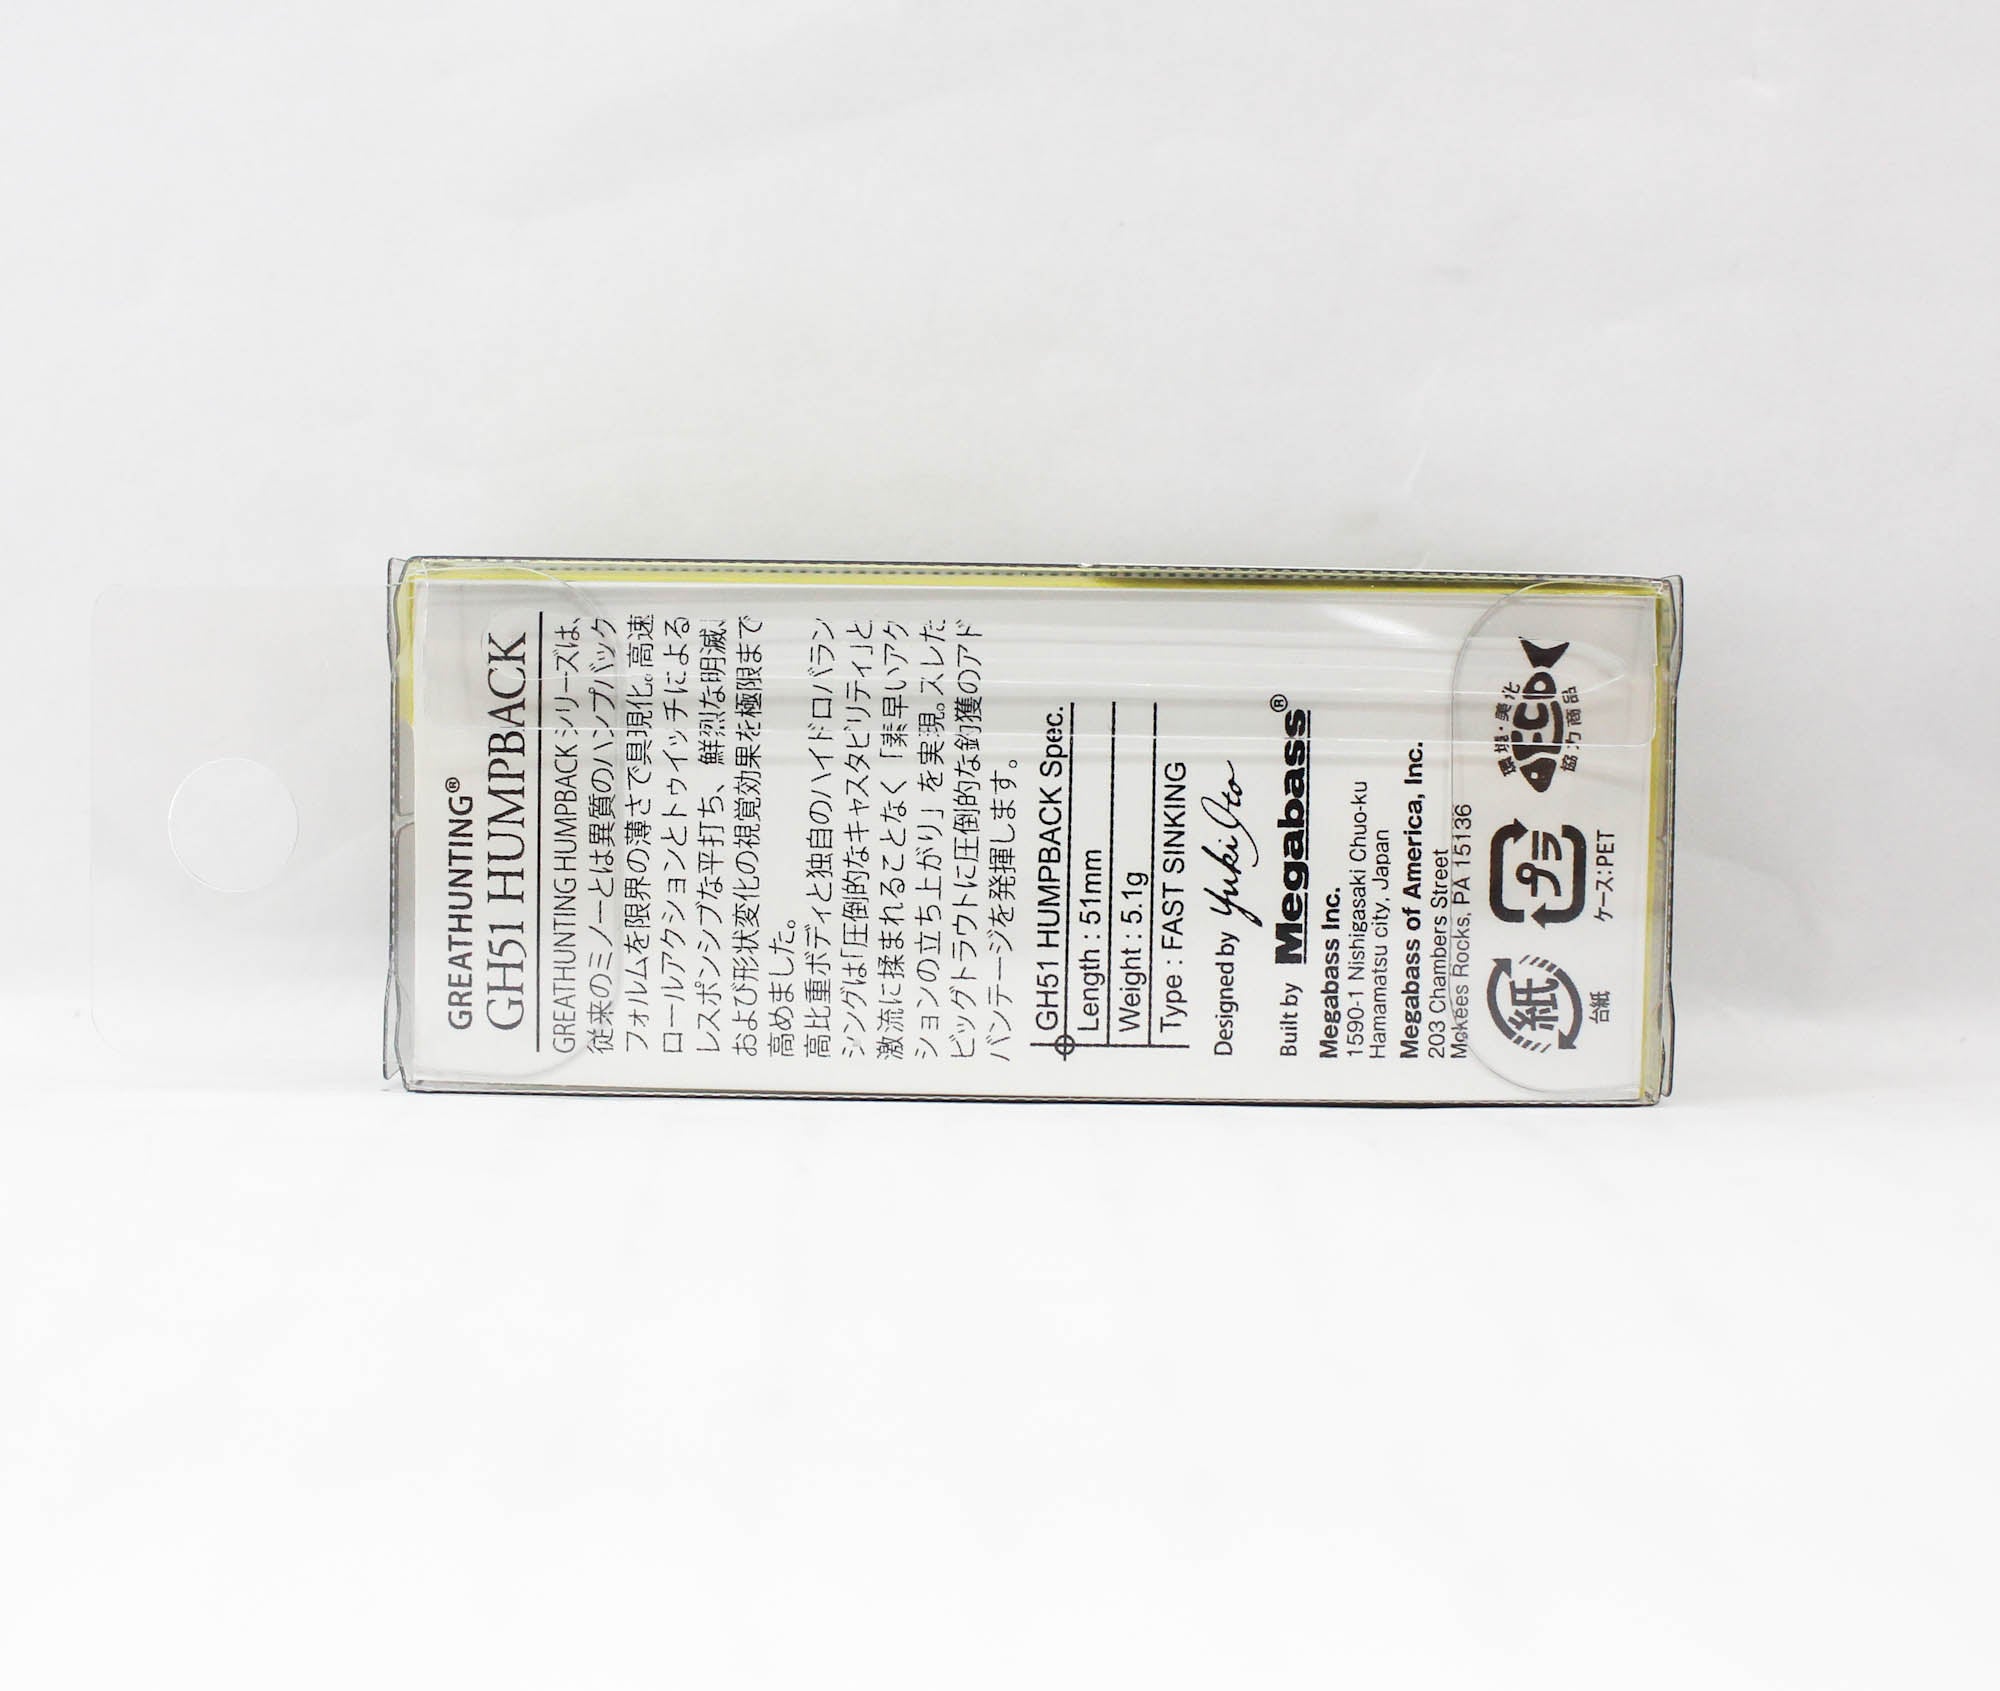 GREATHUNTING®
GH51 HUMPBACK
GREATHUNTING HUMPBACK シリーズは、
従来のミノーとは異質のハンプバック
フォルムを限界の薄さで具現化。高速
ロールアクションとトゥイッチによる
レスポンシブな平打ち、鮮烈な明滅、
および形状変化の視覚効果を極限まで
高めました。
高比重ボディと独自のハイドロバラン
シングは「圧倒的なキャスタビリティ」と
激流に揉まれることなく「素早いアク
ションの立ち上がり」を実現。スレた
ビッグトラウトに圧倒的な釣獲のアド
バンテージを発揮します。
GH51 HUMPBACK Spec.
Length : 51mm
Weight : 5.1g
Type : FAST SINKING
Designed by Yuki Ito
Built by Megabass®
Megabass Inc.
1590-1 Nishigasaki Chuo-ku
Hamamatsu city, Japan
Megabass of America, Inc.
203 Chambers Street
Mckees Rocks, PA 15136
紙
台紙
プラ
ケース:PET
環境・美化
ECO
協力商品